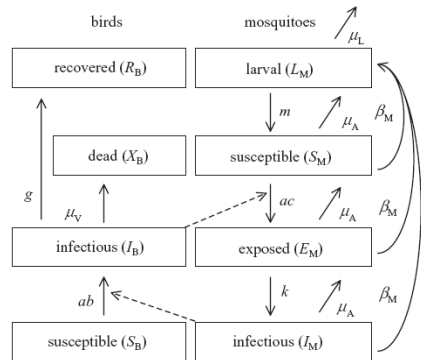 birds mosquitoes
μL
recovered (RB) larval (LM)
m μA βM
dead (XB) susceptible (SM)
g μV ac μA βM
infectious (IB) exposed (EM)
ab k μA βM
susceptible (SB) infectious (IM)